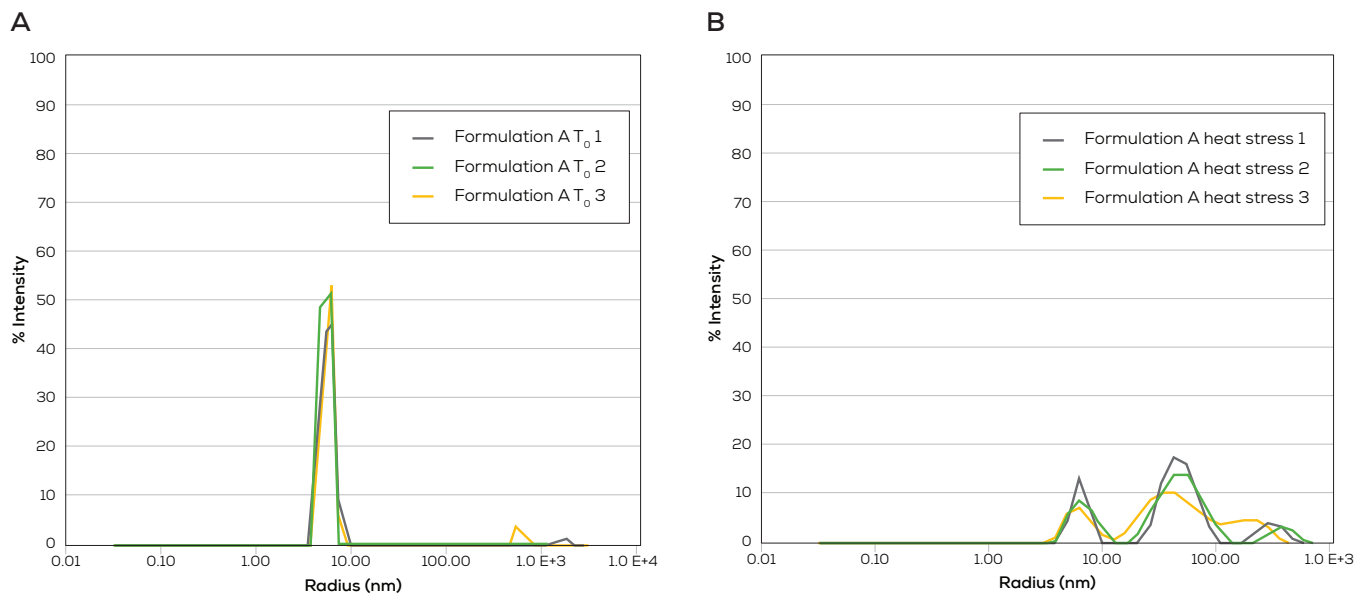 A
100
90
80
70
60
50
40
30
20
10
0
% Intensity
Formulation A T₀ 1
Formulation A T₀ 2
Formulation A T₀ 3
0.01 0.10 1.00 10.00 100.00 1.0 E+3 1.0 E+4
Radius (nm)
B
100
90
80
70
60
50
40
30
20
10
0
% Intensity
Formulation A heat stress 1
Formulation A heat stress 2
Formulation A heat stress 3
0.01 0.10 1.00 10.00 100.00 1.0 E+3
Radius (nm)